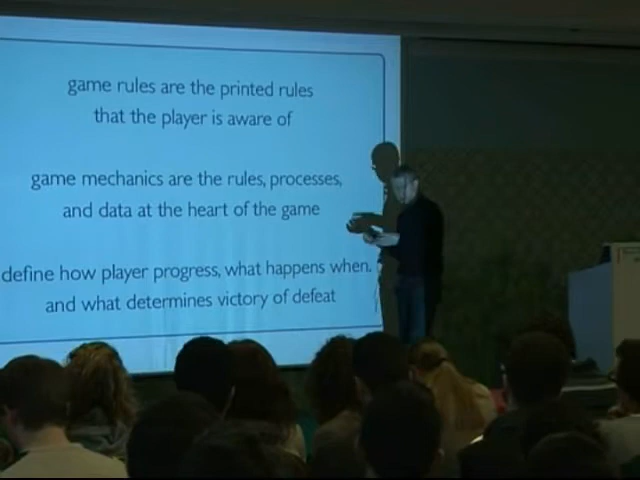 game rules are the printed rules
that the player is aware of
game mechanics are the rules, processes,
and data at the heart of the game
define how player progress, what happens when.
and what determines victory of defeat